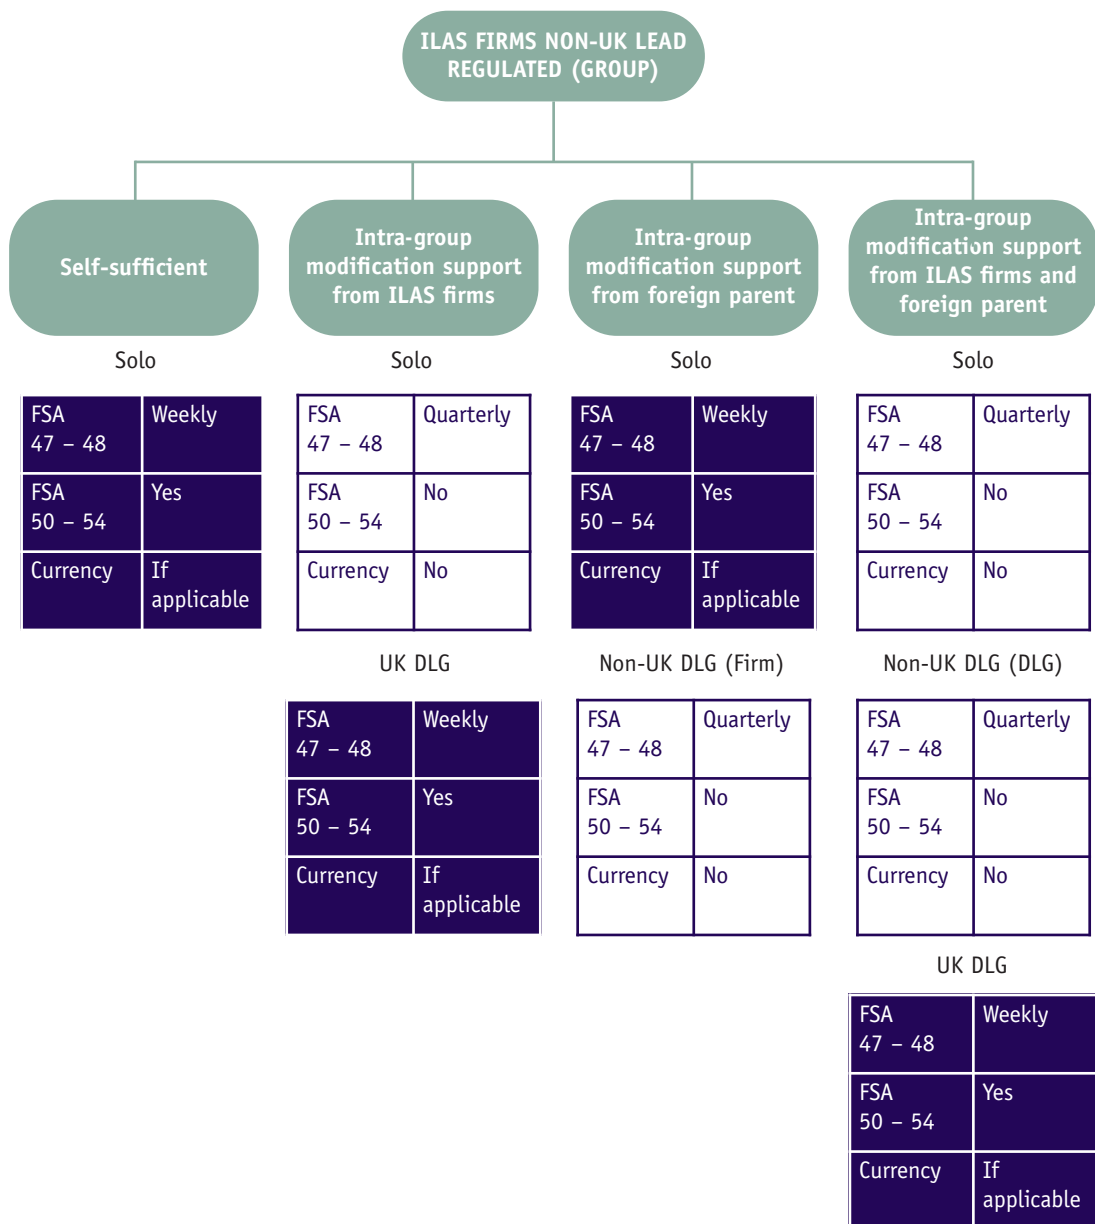 ILAS FIRMS NON-UK LEAD
REGULATED (GROUP)
Self-sufficient
Intra-group
modification support
from ILAS firms
Intra-group
modification support
from foreign parent
Intra-group
modification support
from ILAS firms and
foreign parent
Solo
Solo
Solo
Solo
FSA
47 – 48
Weekly
FSA
50 – 54
Yes
Currency
If
applicable
FSA
47 – 48
Quarterly
FSA
50 – 54
No
Currency
No
FSA
47 – 48
Weekly
FSA
50 – 54
Yes
Currency
If
applicable
FSA
47 – 48
Quarterly
FSA
50 – 54
No
Currency
No
UK DLG
Non-UK DLG (Firm)
Non-UK DLG (DLG)
FSA
47 – 48
Weekly
FSA
50 – 54
Yes
Currency
If
applicable
FSA
47 – 48
Quarterly
FSA
50 – 54
No
Currency
No
FSA
47 – 48
Quarterly
FSA
50 – 54
No
Currency
No
UK DLG
FSA
47 – 48
Weekly
FSA
50 – 54
Yes
Currency
If
applicable